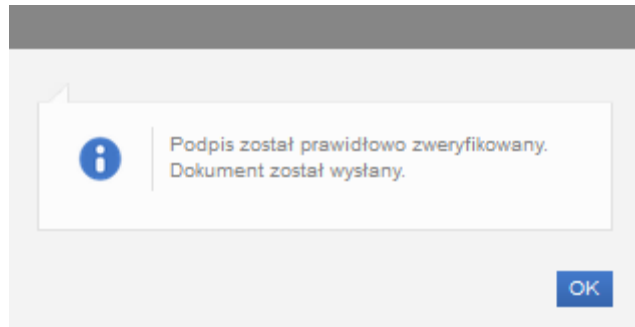 Podpis został prawidłowo zweryfikowany.
Dokument został wysłany.
OK